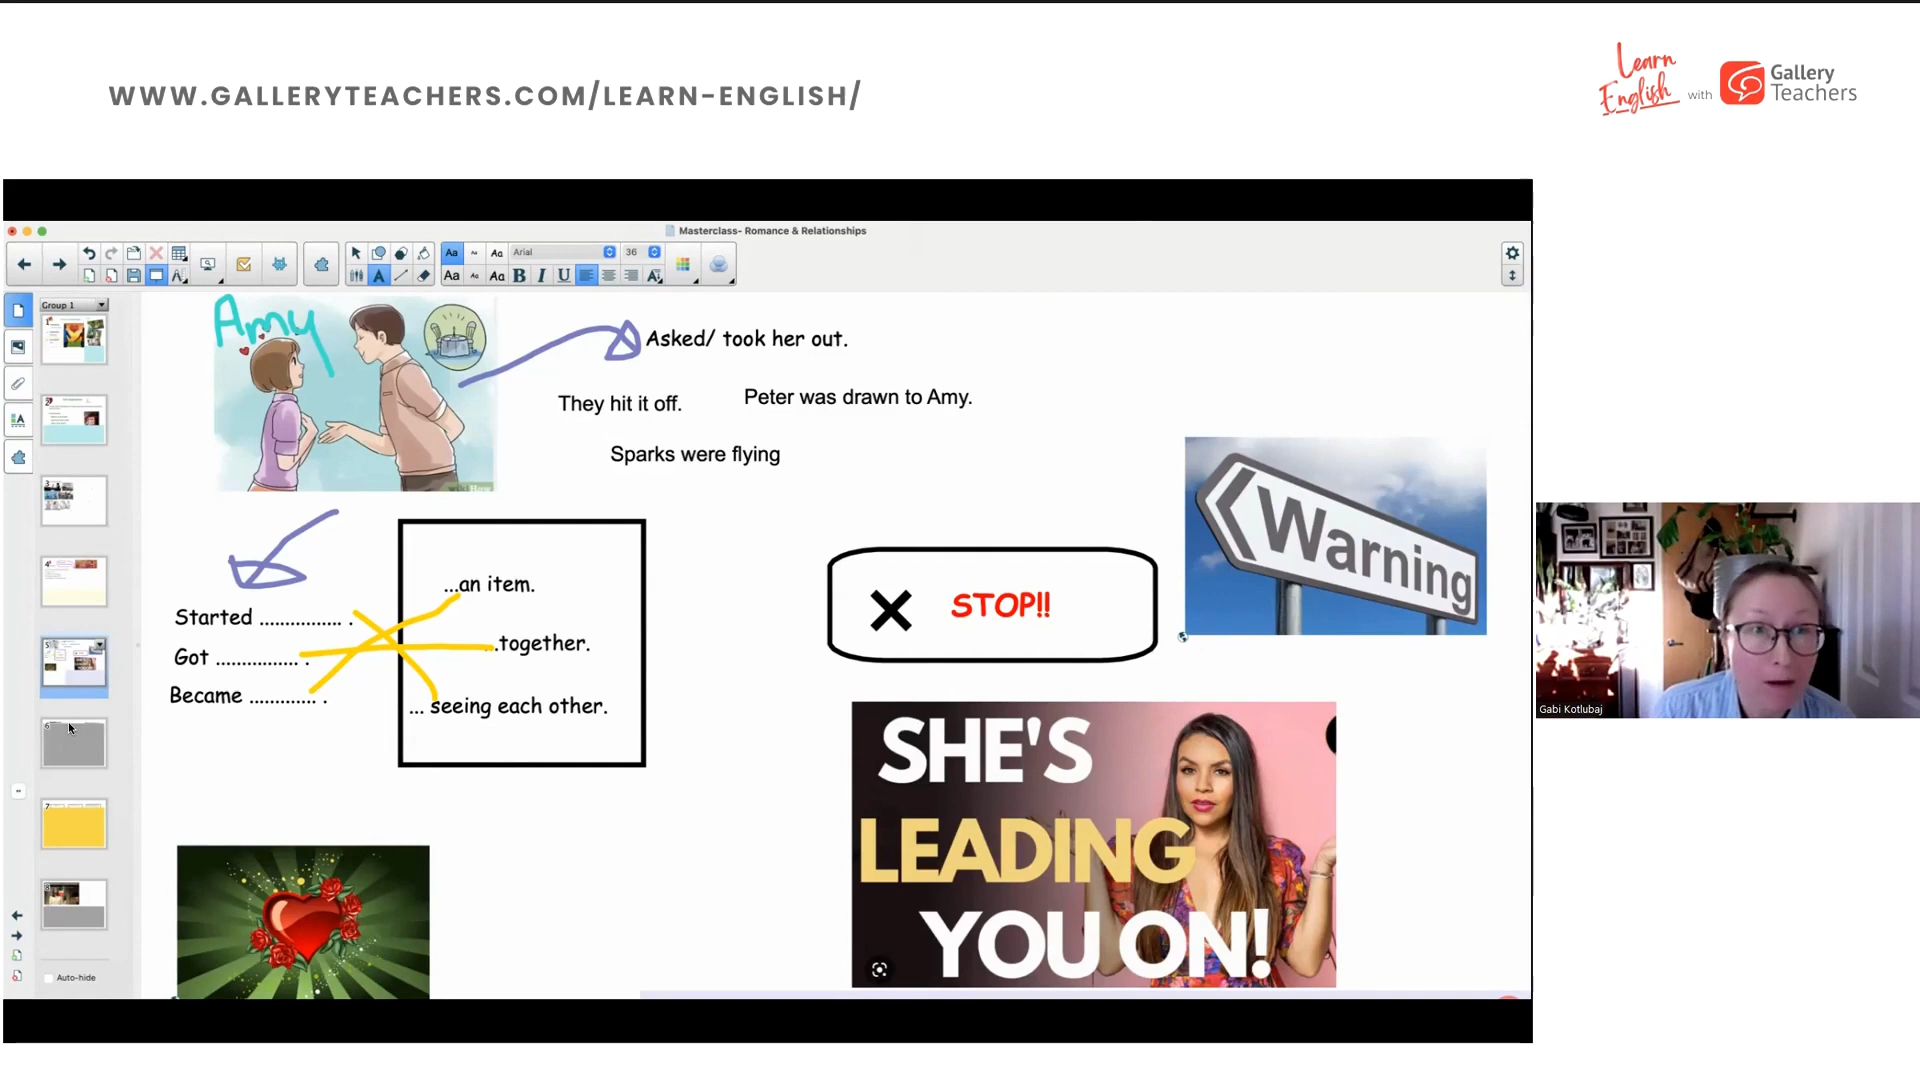 WWW.GALLERYTEACHERS.COM/LEARN-ENGLISH/
Learn
English
with
Gallery
Teachers
Masterclass- Romance & Relationships
Arial
36
Group 1
Amy
Asked/ took her out.
They hit it off.
Peter was drawn to Amy.
Sparks were flying
Started ................ .
Got ................ .
Became ............. .
...an item.
...together.
... seeing each other.
STOP!!
Warning
SHE'S
LEADING
YOU ON!
Auto-hide
Gabi Kotlubaj